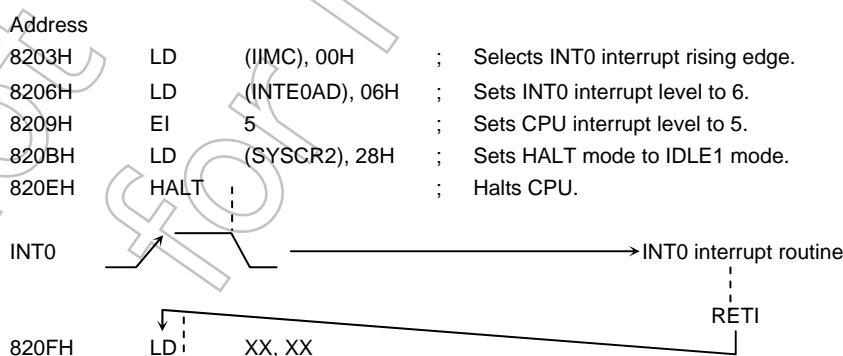 Address
8203H LD (IIMC), 00H ; Selects INT0 interrupt rising edge.
8206H LD (INTE0AD), 06H ; Sets INT0 interrupt level to 6.
8209H EI 5 ; Sets CPU interrupt level to 5.
820BH LD (SYSCR2), 28H ; Sets HALT mode to IDLE1 mode.
820EH HALT ; Halts CPU.
INT0 INT0 interrupt routine
RETI
820FH LD XX, XX